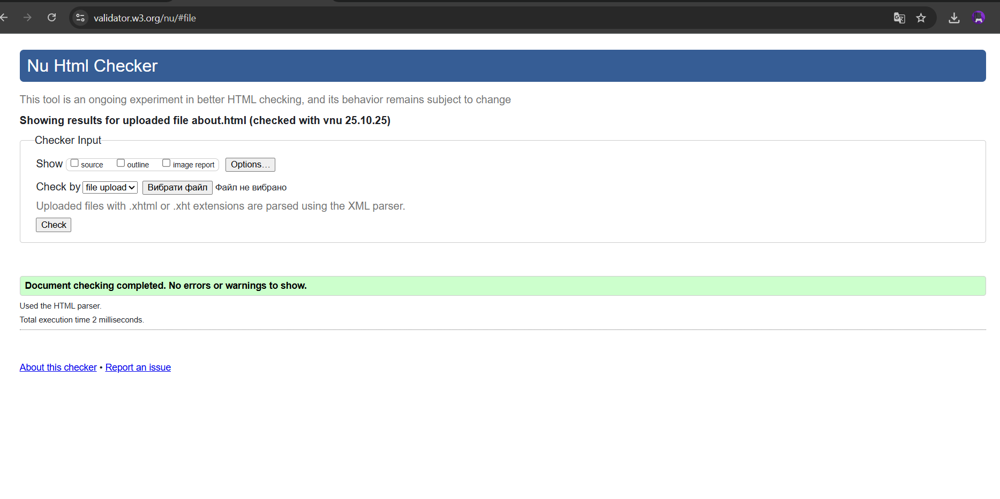 validator.w3.org/nu/#file
Nu Html Checker
This tool is an ongoing experiment in better HTML checking, and its behavior remains subject to change
Showing results for uploaded file about.html (checked with vnu 25.10.25)
Checker Input
Show source outline image report Options…
Check by file upload Вибрати файл Файл не вибрано
Uploaded files with .xhtml or .xht extensions are parsed using the XML parser.
Check
Document checking completed. No errors or warnings to show.
Used the HTML parser.
Total execution time 2 milliseconds.
About this checker • Report an issue